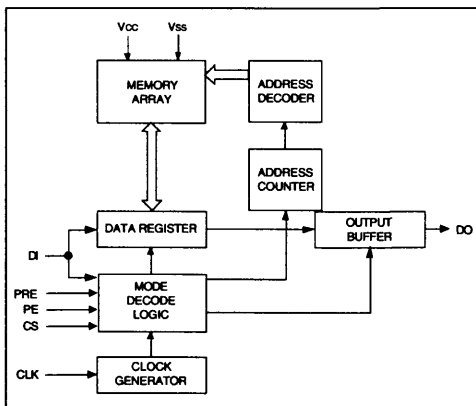 Vcc
Vss
MEMORY
ARRAY
ADDRESS
DECODER
ADDRESS
COUNTER
DATA REGISTER
OUTPUT
BUFFER
DO
DI
PRE
PE
CS
MODE
DECODE
LOGIC
CLK
CLOCK
GENERATOR